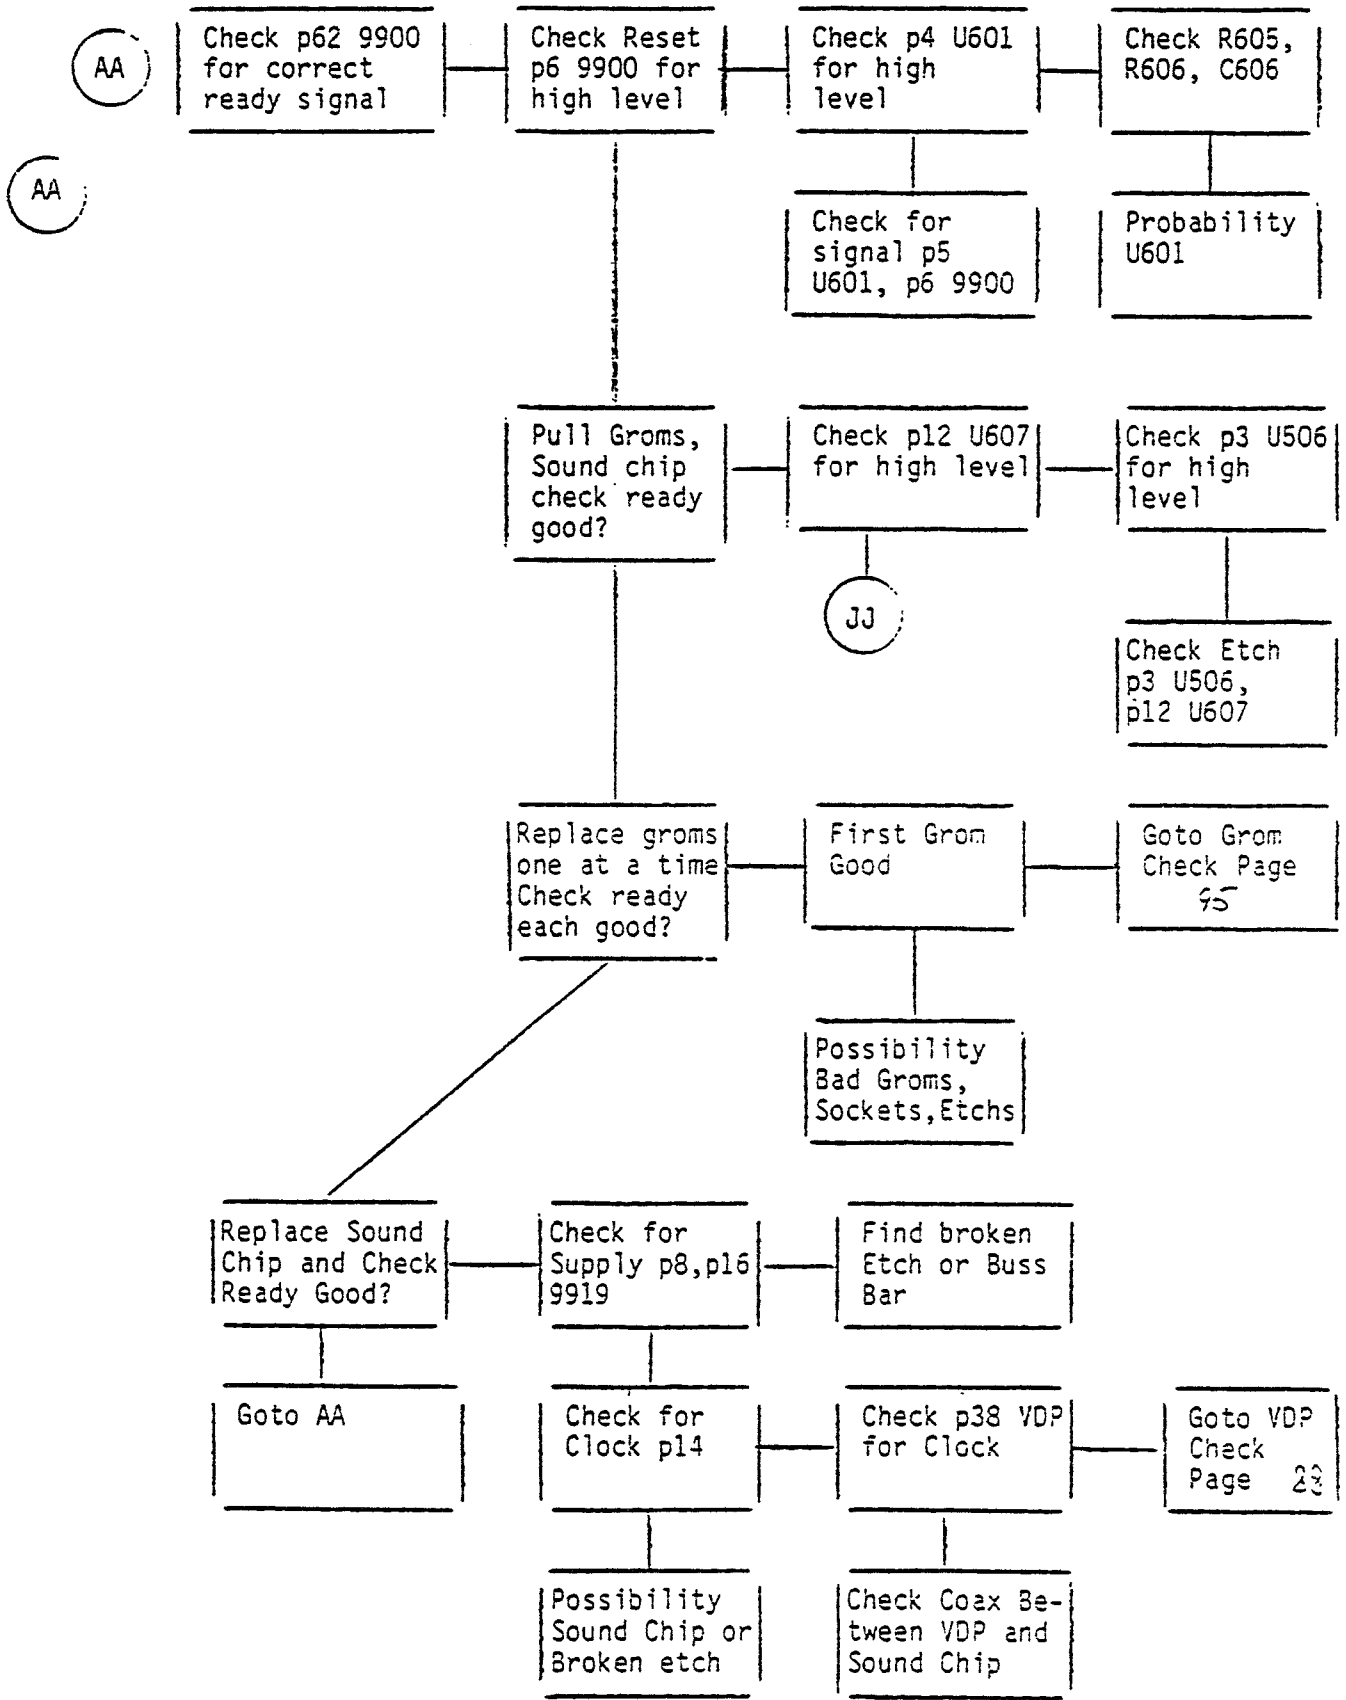 AA
Check p62 9900
for correct
ready signal
Check Reset
p6 9900 for
high level
Check p4 U601
for high
level
Check R605,
R606, C606
AA
Check for
signal p5
U601, p6 9900
Probability
U601
Pull Groms,
Sound chip
check ready
good?
Check p12 U607
for high level
Check p3 U506
for high
level
JJ
Check Etch
p3 U506,
p12 U607
Replace groms
one at a time
Check ready
each good?
First Grom
Good
Goto Grom
Check Page
Possibility
Bad Groms,
Sockets,Etchs
Replace Sound
Chip and Check
Ready Good?
Check for
Supply p8,p16
9919
Find broken
Etch or Buss
Bar
Goto AA
Check for
Clock p14
Check p38 VDP
for Clock
Goto VDP
Check
Page
Possibility
Sound Chip or
Broken etch
Check Coax Be-
tween VDP and
Sound Chip